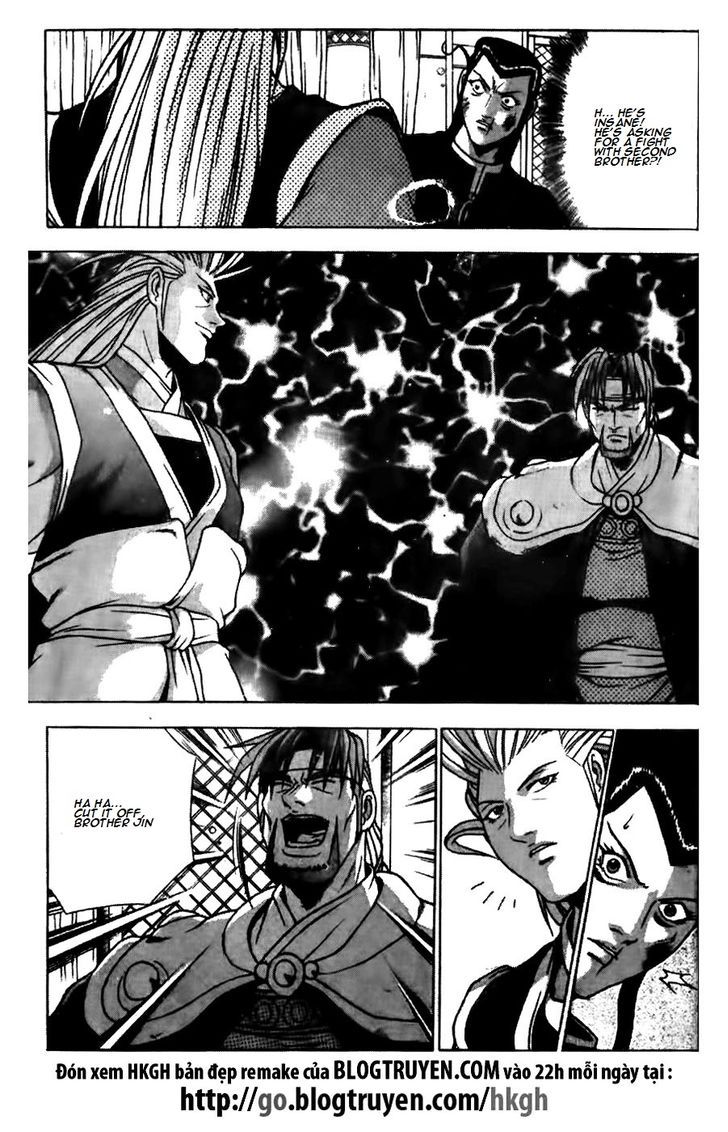 H... HE'S
INSANE!
HE'S ASKING
FOR A FIGHT
WITH SECOND
BROTHER?!
HA HA...
CUT IT OFF,
BROTHER JIN
Đón xem HKGH bản đẹp remake của BLOGTRUYEN.COM vào 22h mỗi ngày tại :
http://go.blogtruyen.com/hkgh